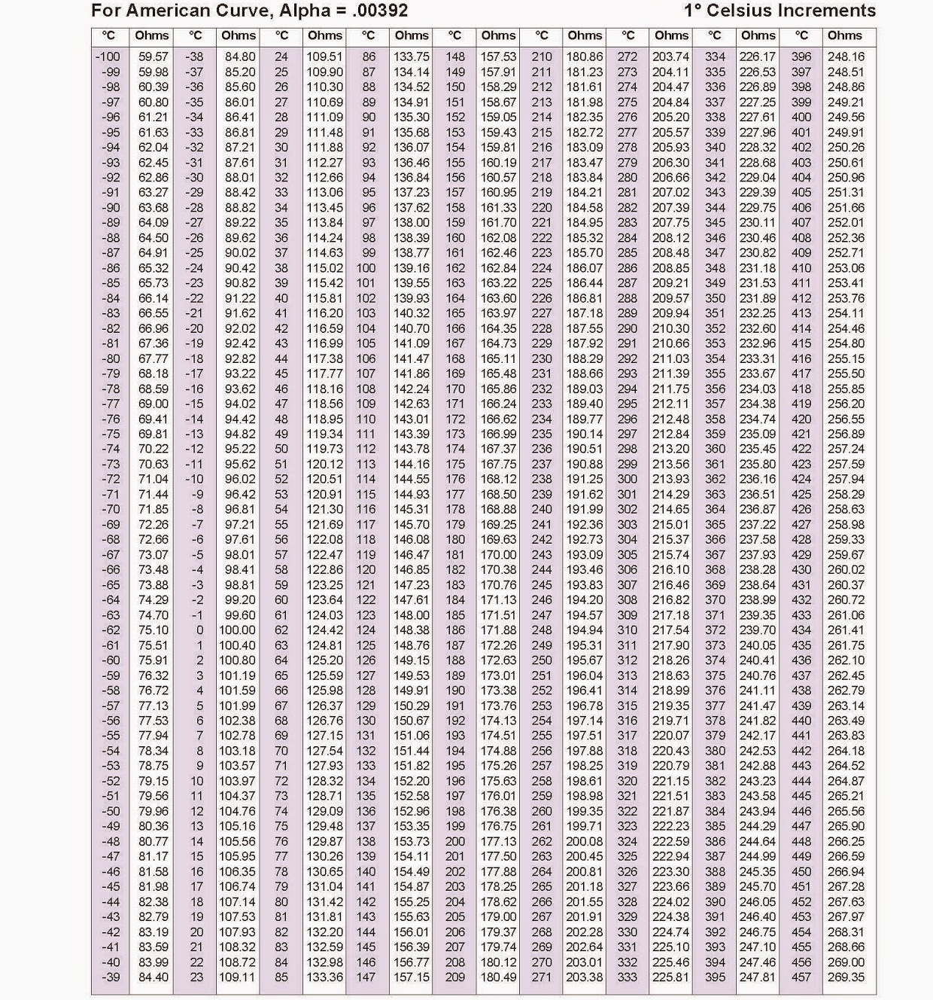 For American Curve, Alpha = .00392 1° Celsius Increments
°C Ohms °C Ohms °C Ohms °C Ohms °C Ohms °C Ohms °C Ohms °C Ohms °C Ohms
-100 59.57 -38 84.80 24 109.51 86 133.75 148 157.53 210 180.86 272 203.74 334 226.17 396 248.16
-99 59.98 -37 85.20 25 109.90 87 134.14 149 157.91 211 181.23 273 204.11 335 226.53 397 248.51
-98 60.39 -36 85.60 26 110.30 88 134.52 150 158.29 212 181.61 274 204.47 336 226.89 398 248.86
-97 60.80 -35 86.01 27 110.69 89 134.91 151 158.67 213 181.98 275 204.84 337 227.25 399 249.21
-96 61.21 -34 86.41 28 111.09 90 135.30 152 159.05 214 182.35 276 205.20 338 227.61 400 249.56
-95 61.63 -33 86.81 29 111.48 91 135.68 153 159.43 215 182.72 277 205.57 339 227.96 401 249.91
-94 62.04 -32 87.21 30 111.88 92 136.07 154 159.81 216 183.09 278 205.93 340 228.32 402 250.26
-93 62.45 -31 87.61 31 112.27 93 136.46 155 160.19 217 183.47 279 206.30 341 228.68 403 250.61
-92 62.86 -30 88.01 32 112.66 94 136.84 156 160.57 218 183.84 280 206.66 342 229.04 404 250.96
-91 63.27 -29 88.42 33 113.06 95 137.23 157 160.95 219 184.21 281 207.02 343 229.39 405 251.31
-90 63.68 -28 88.82 34 113.45 96 137.62 158 161.33 220 184.58 282 207.39 344 229.75 406 251.66
-89 64.09 -27 89.22 35 113.84 97 138.00 159 161.70 221 184.95 283 207.75 345 230.11 407 252.01
-88 64.50 -26 89.62 36 114.24 98 138.39 160 162.08 222 185.32 284 208.12 346 230.46 408 252.36
-87 64.91 -25 90.02 37 114.63 99 138.77 161 162.46 223 185.70 285 208.48 347 230.82 409 252.71
-86 65.32 -24 90.42 38 115.02 100 139.16 162 162.84 224 186.07 286 208.85 348 231.18 410 253.06
-85 65.73 -23 90.82 39 115.42 101 139.55 163 163.22 225 186.44 287 209.21 349 231.53 411 253.41
-84 66.14 -22 91.22 40 115.81 102 139.93 164 163.60 226 186.81 288 209.57 350 231.89 412 253.76
-83 66.55 -21 91.62 41 116.20 103 140.32 165 163.97 227 187.18 289 209.94 351 232.25 413 254.11
-82 66.96 -20 92.02 42 116.59 104 140.70 166 164.35 228 187.55 290 210.30 352 232.60 414 254.46
-81 67.36 -19 92.42 43 116.99 105 141.09 167 164.73 229 187.92 291 210.66 353 232.96 415 254.80
-80 67.77 -18 92.82 44 117.38 106 141.47 168 165.11 230 188.29 292 211.03 354 233.31 416 255.15
-79 68.18 -17 93.22 45 117.77 107 141.86 169 165.48 231 188.66 293 211.39 355 233.67 417 255.50
-78 68.59 -16 93.62 46 118.16 108 142.24 170 165.86 232 189.03 294 211.75 356 234.03 418 255.85
-77 69.00 -15 94.02 47 118.56 109 142.63 171 166.24 233 189.40 295 212.11 357 234.38 419 256.20
-76 69.41 -14 94.42 48 118.95 110 143.01 172 166.62 234 189.77 296 212.48 358 234.74 420 256.55
-75 69.81 -13 94.82 49 119.34 111 143.39 173 166.99 235 190.14 297 212.84 359 235.09 421 256.89
-74 70.22 -12 95.22 50 119.73 112 143.78 174 167.37 236 190.51 298 213.20 360 235.45 422 257.24
-73 70.63 -11 95.62 51 120.12 113 144.16 175 167.75 237 190.88 299 213.56 361 235.80 423 257.59
-72 71.04 -10 96.02 52 120.51 114 144.55 176 168.12 238 191.25 300 213.93 362 236.16 424 257.94
-71 71.44 -9 96.42 53 120.91 115 144.93 177 168.50 239 191.62 301 214.29 363 236.51 425 258.29
-70 71.85 -8 96.81 54 121.30 116 145.31 178 168.88 240 191.99 302 214.65 364 236.87 426 258.63
-69 72.26 -7 97.21 55 121.69 117 145.70 179 169.25 241 192.36 303 215.01 365 237.22 427 258.98
-68 72.66 -6 97.61 56 122.08 118 146.08 180 169.63 242 192.73 304 215.37 366 237.58 428 259.33
-67 73.07 -5 98.01 57 122.47 119 146.47 181 170.00 243 193.09 305 215.74 367 237.93 429 259.67
-66 73.48 -4 98.41 58 122.86 120 146.85 182 170.38 244 193.46 306 216.10 368 238.28 430 260.02
-65 73.88 -3 98.81 59 123.25 121 147.23 183 170.76 245 193.83 307 216.46 369 238.64 431 260.37
-64 74.29 -2 99.20 60 123.64 122 147.61 184 171.13 246 194.20 308 216.82 370 238.99 432 260.72
-63 74.70 -1 99.60 61 124.03 123 148.00 185 171.51 247 194.57 309 217.18 371 239.35 433 261.06
-62 75.10 0 100.00 62 124.42 124 148.38 186 171.88 248 194.94 310 217.54 372 239.70 434 261.41
-61 75.51 1 100.40 63 124.81 125 148.76 187 172.26 249 195.31 311 217.90 373 240.05 435 261.75
-60 75.91 2 100.80 64 125.20 126 149.15 188 172.63 250 195.67 312 218.26 374 240.41 436 262.10
-59 76.32 3 101.19 65 125.59 127 149.53 189 173.01 251 196.04 313 218.63 375 240.76 437 262.45
-58 76.72 4 101.59 66 125.98 128 149.91 190 173.38 252 196.41 314 218.99 376 241.11 438 262.79
-57 77.13 5 101.99 67 126.37 129 150.29 191 173.76 253 196.78 315 219.35 377 241.47 439 263.14
-56 77.53 6 102.38 68 126.76 130 150.67 192 174.13 254 197.14 316 219.71 378 241.82 440 263.49
-55 77.94 7 102.78 69 127.15 131 151.06 193 174.51 255 197.51 317 220.07 379 242.17 441 263.83
-54 78.34 8 103.18 70 127.54 132 151.44 194 174.88 256 197.88 318 220.43 380 242.53 442 264.18
-53 78.75 9 103.57 71 127.93 133 151.82 195 175.26 257 198.25 319 220.79 381 242.88 443 264.52
-52 79.15 10 103.97 72 128.32 134 152.20 196 175.63 258 198.61 320 221.15 382 243.23 444 264.87
-51 79.56 11 104.37 73 128.71 135 152.58 197 176.01 259 198.98 321 221.51 383 243.58 445 265.21
-50 79.96 12 104.76 74 129.09 136 152.96 198 176.38 260 199.35 322 221.87 384 243.94 446 265.56
-49 80.36 13 105.16 75 129.48 137 153.35 199 176.75 261 199.71 323 222.23 385 244.29 447 265.90
-48 80.77 14 105.56 76 129.87 138 153.73 200 177.13 262 200.08 324 222.59 386 244.64 448 266.25
-47 81.17 15 105.95 77 130.26 139 154.11 201 177.50 263 200.45 325 222.94 387 244.99 449 266.59
-46 81.58 16 106.35 78 130.65 140 154.49 202 177.88 264 200.81 326 223.30 388 245.35 450 266.94
-45 81.98 17 106.74 79 131.04 141 154.87 203 178.25 265 201.18 327 223.66 389 245.70 451 267.28
-44 82.38 18 107.14 80 131.42 142 155.25 204 178.62 266 201.55 328 224.02 390 246.05 452 267.63
-43 82.79 19 107.53 81 131.81 143 155.63 205 179.00 267 201.91 329 224.38 391 246.40 453 267.97
-42 83.19 20 107.93 82 132.20 144 156.01 206 179.37 268 202.28 330 224.74 392 246.75 454 268.31
-41 83.59 21 108.32 83 132.59 145 156.39 207 179.74 269 202.64 331 225.10 393 247.10 455 268.66
-40 83.99 22 108.72 84 132.98 146 156.77 208 180.12 270 203.01 332 225.46 394 247.46 456 269.00
-39 84.40 23 109.11 85 133.36 147 157.15 209 180.49 271 203.38 333 225.81 395 247.81 457 269.35